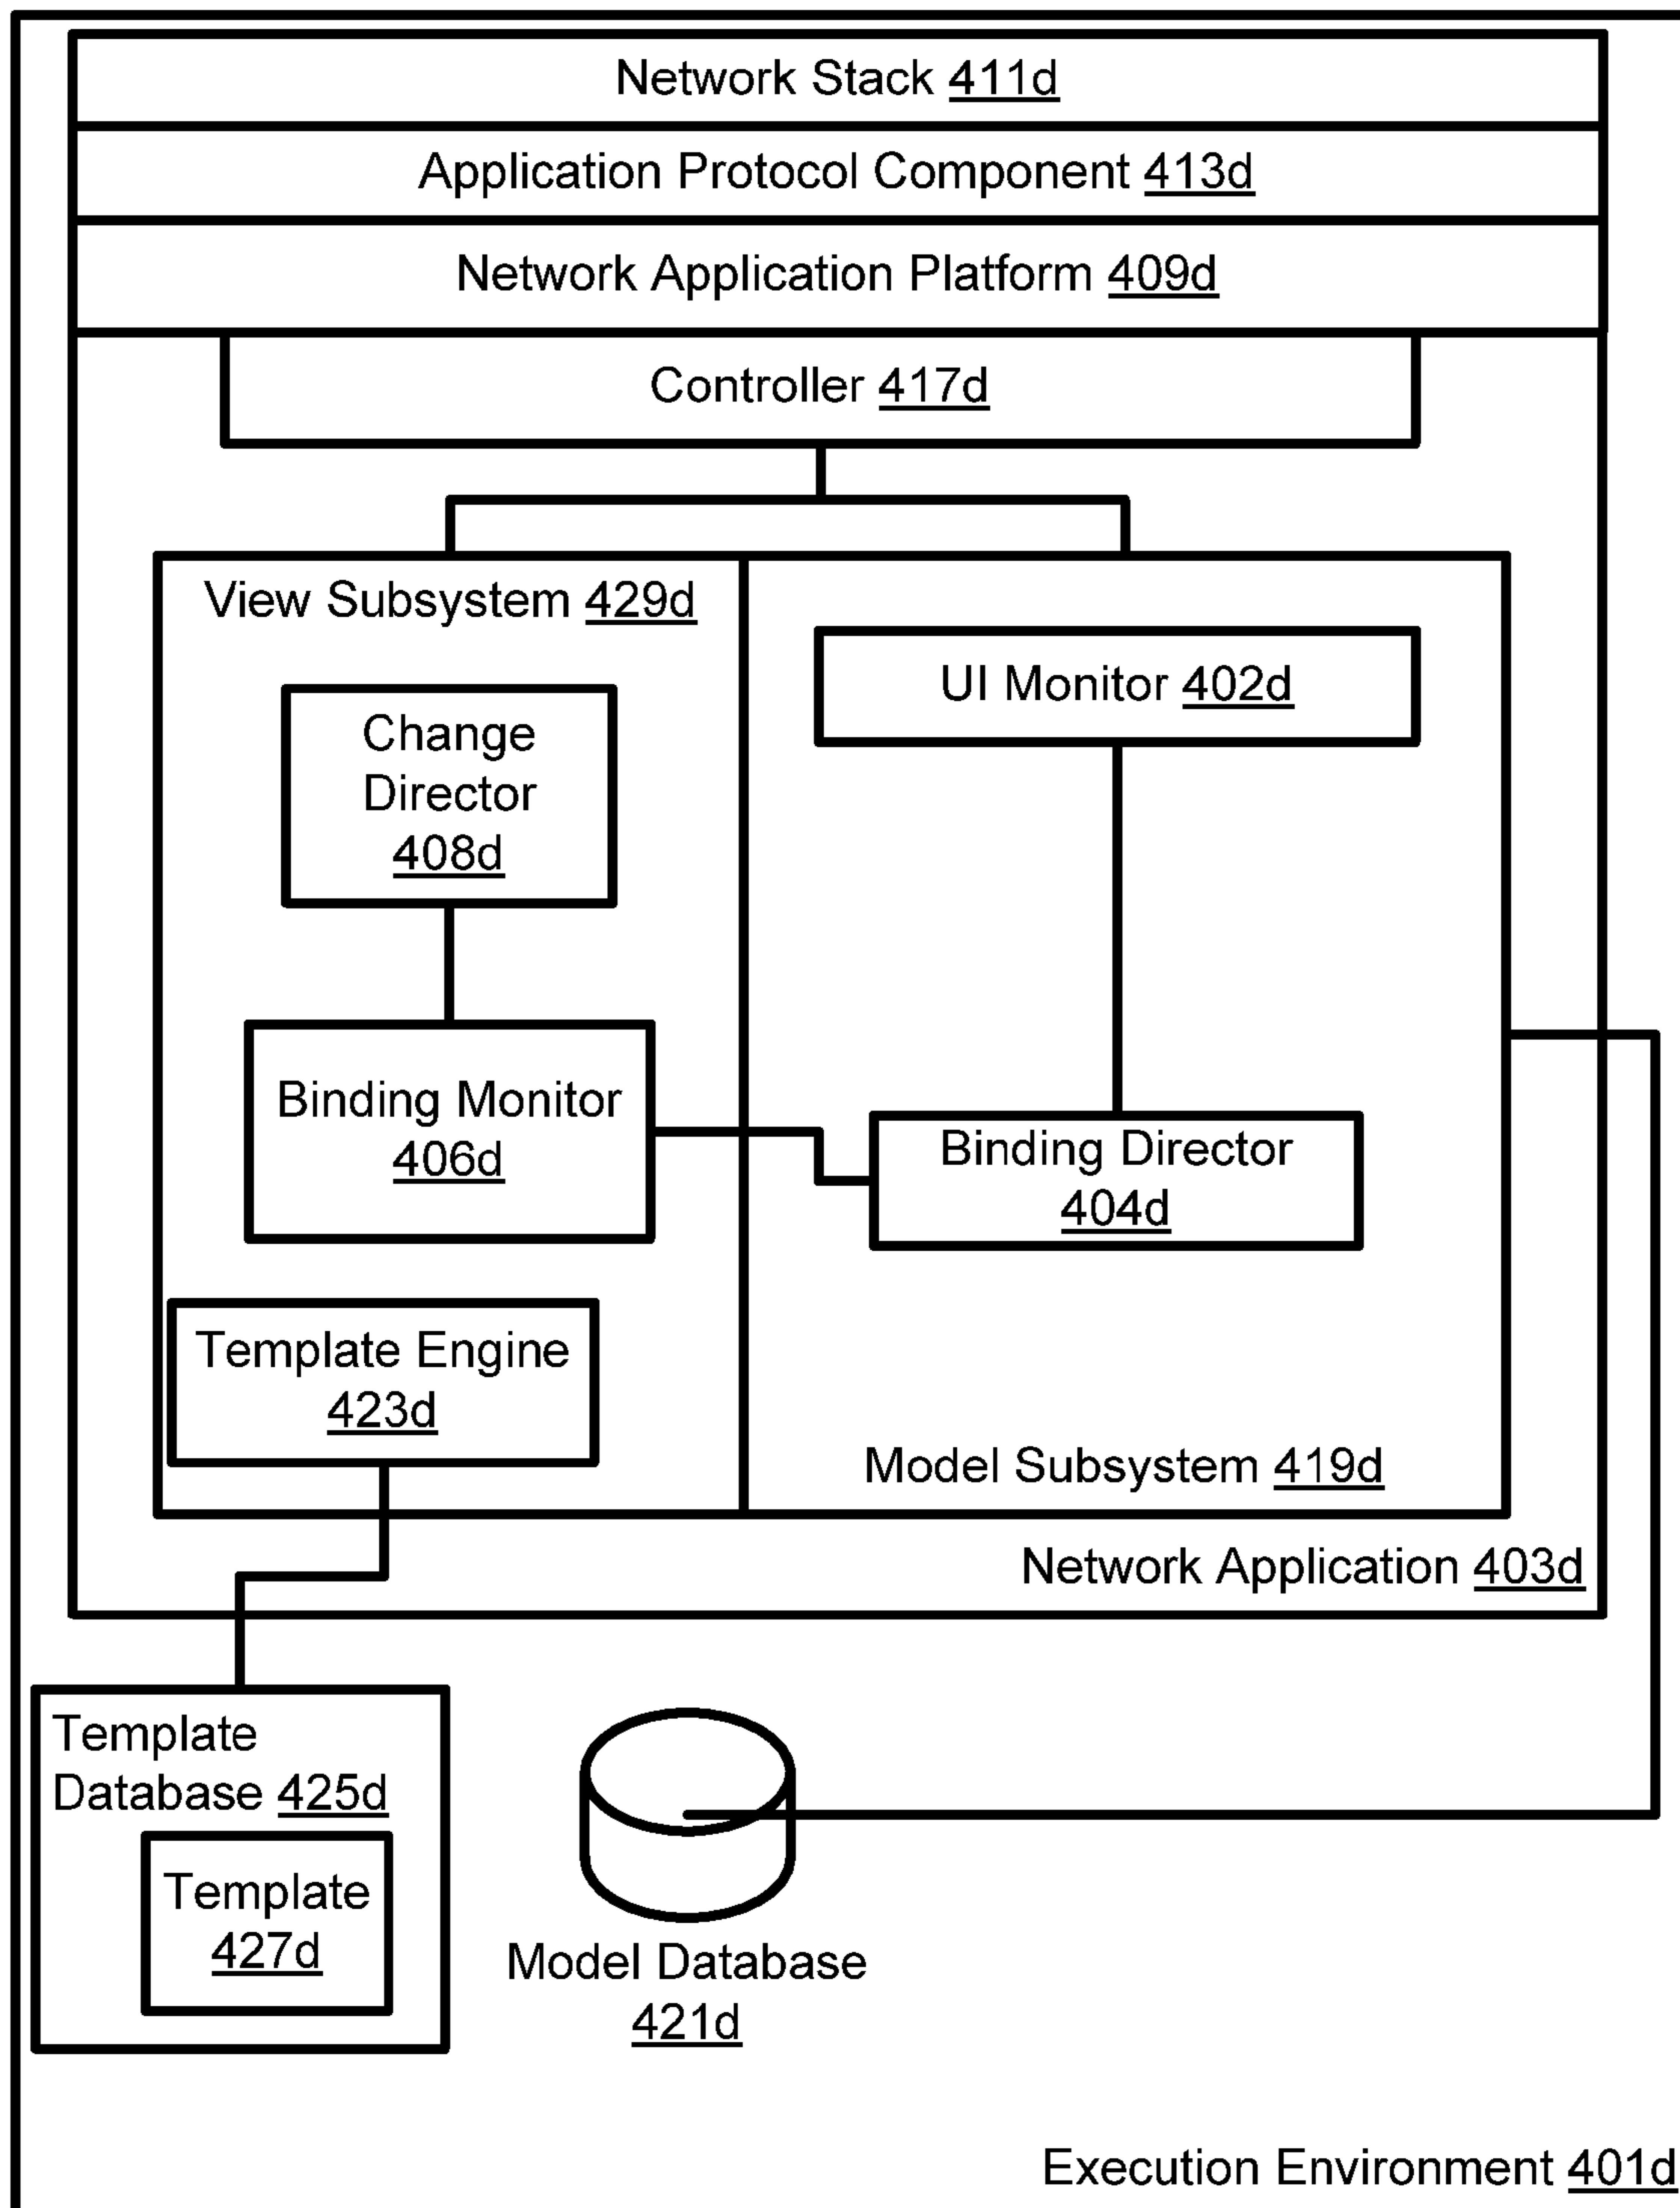 Network Stack 411d
Application Protocol Component 413d
Network Application Platform 409d
Controller 417d
View Subsystem 429d
UI Monitor 402d
Change
Director
408d
Binding Monitor
406d
Binding Director
404d
Template Engine
423d
Model Subsystem 419d
Network Application 403d
Template
Database 425d
Template
427d
Model Database
421d
Execution Environment 401d